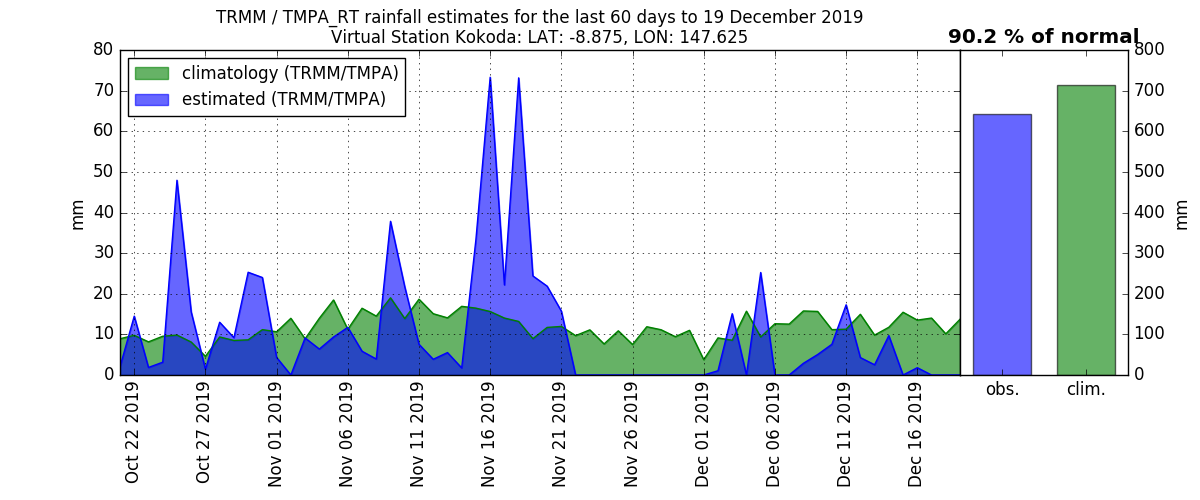 TRMM / TMPA_RT rainfall estimates for the last 60 days to 19 December 2019
Virtual Station Kokoda: LAT: -8.875, LON: 147.625
90.2 % of normal
climatology (TRMM/TMPA)
estimated (TRMM/TMPA)
80
70
60
50
40
30
20
10
0
mm
Oct 22 2019
Oct 27 2019
Nov 01 2019
Nov 06 2019
Nov 11 2019
Nov 16 2019
Nov 21 2019
Nov 26 2019
Dec 01 2019
Dec 06 2019
Dec 11 2019
Dec 16 2019
obs.
clim.
800
700
600
500
400
300
200
100
0
mm